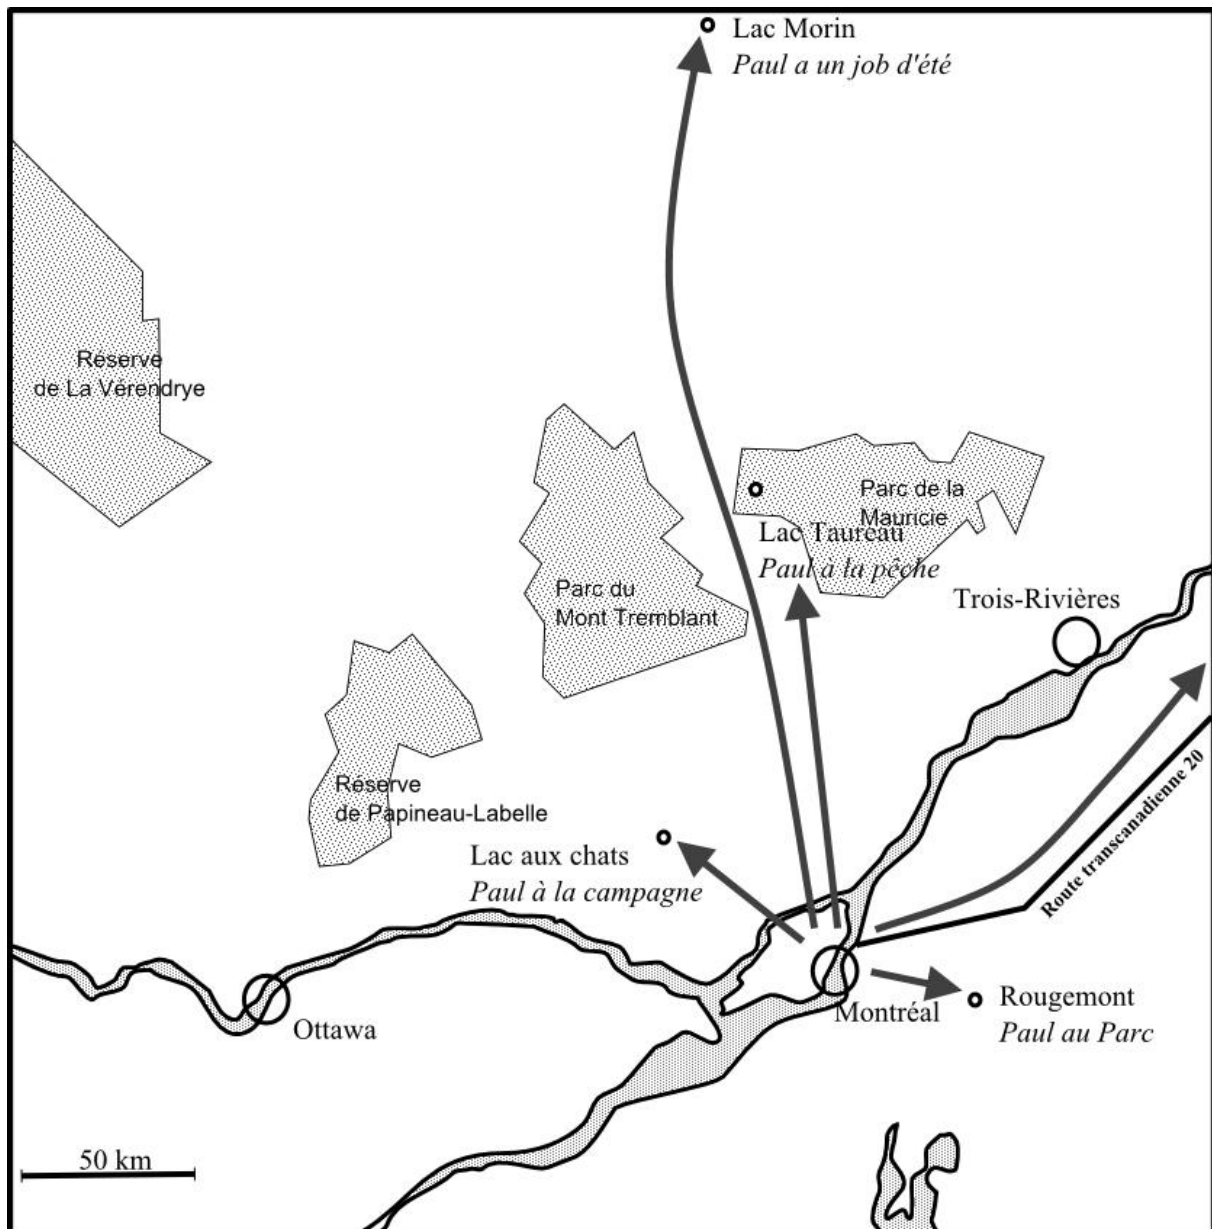 Lac Morin
Paul a un job d'été
Réserve
de La Vérendrye
Parc de la
Mauricie
Lac Taureau
Paul à la pêche
Parc du
Mont Tremblant
Trois-Rivières
Réserve
de Papineau-Labelle
Lac aux chats
Paul à la campagne
Route transcanadienne 20
Montréal
Rougemont
Paul au Parc
Ottawa
50 km